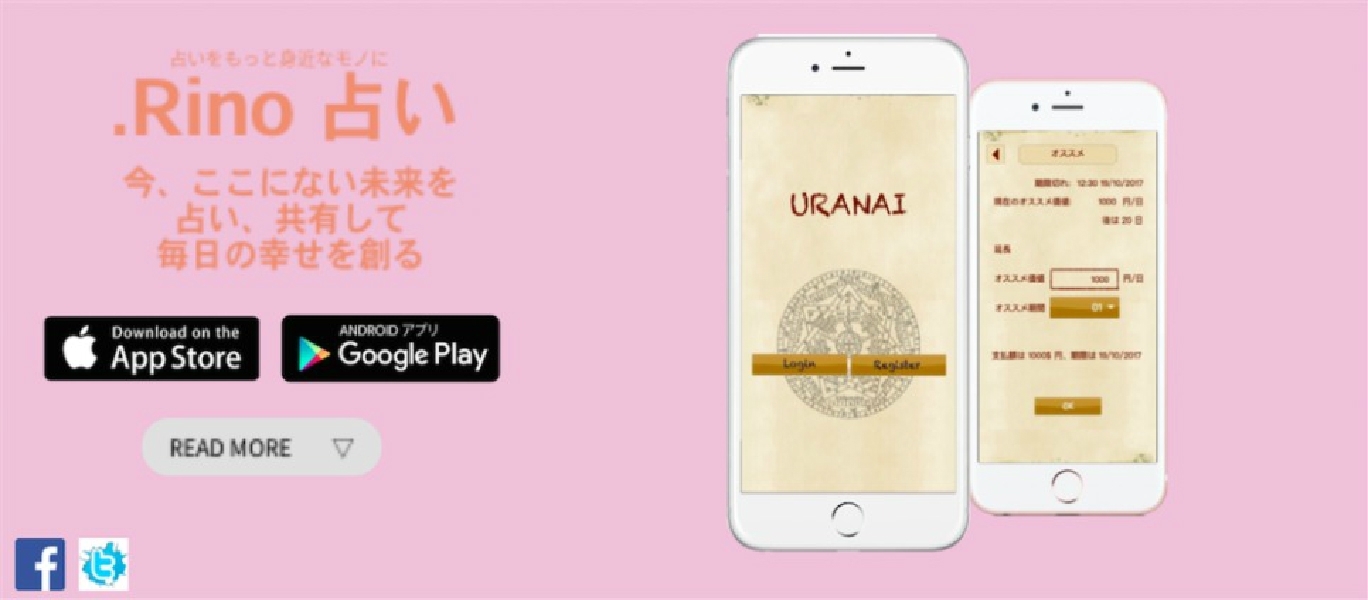 占いをもっと身近なモノに
.Rino 占い
今、ここにない未来を
占い、共有して
毎日の幸せを創る
Download on the
App Store
ANDROID アプリ
Google Play
READ MORE
URANAI
Login
Register
オススメ
期間切れ: 12:30 19/10/2017
現在のオススメ価値: 1000 円/日
後は 20 日
延長
オススメ価値 1000 円/日
オススメ期間 01
支払額は 1000$ 円、期間は 19/10/2017
OK